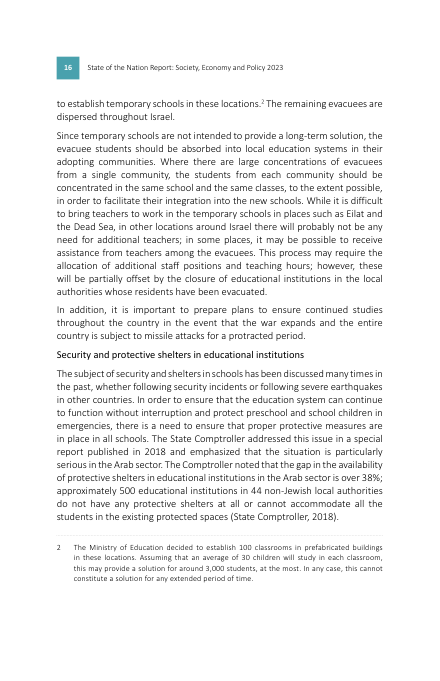 16 State of the Nation Report: Society, Economy and Policy 2023
to establish temporary schools in these locations.2 The remaining evacuees are
dispersed throughout Israel.
Since temporary schools are not intended to provide a long-term solution, the
evacuee students should be absorbed into local education systems in their
adopting communities. Where there are large concentrations of evacuees
from a single community, the students from each community should be
concentrated in the same school and the same classes, to the extent possible,
in order to facilitate their integration into the new schools. While it is difficult
to bring teachers to work in the temporary schools in places such as Eilat and
the Dead Sea, in other locations around Israel there will probably not be any
need for additional teachers; in some places, it may be possible to receive
assistance from teachers among the evacuees. This process may require the
allocation of additional staff positions and teaching hours; however, these
will be partially offset by the closure of educational institutions in the local
authorities whose residents have been evacuated.
In addition, it is important to prepare plans to ensure continued studies
throughout the country in the event that the war expands and the entire
country is subject to missile attacks for a protracted period.
Security and protective shelters in educational institutions
The subject of security and shelters in schools has been discussed many times in
the past, whether following security incidents or following severe earthquakes
in other countries. In order to ensure that the education system can continue
to function without interruption and protect preschool and school children in
emergencies, there is a need to ensure that proper protective measures are
in place in all schools. The State Comptroller addressed this issue in a special
report published in 2018 and emphasized that the situation is particularly
serious in the Arab sector. The Comptroller noted that the gap in the availability
of protective shelters in educational institutions in the Arab sector is over 38%;
approximately 500 educational institutions in 44 non-Jewish local authorities
do not have any protective shelters at all or cannot accommodate all the
students in the existing protected spaces (State Comptroller, 2018).
2 The Ministry of Education decided to establish 100 classrooms in prefabricated buildings
in these locations. Assuming that an average of 30 children will study in each classroom,
this may provide a solution for around 3,000 students, at the most. In any case, this cannot
constitute a solution for any extended period of time.